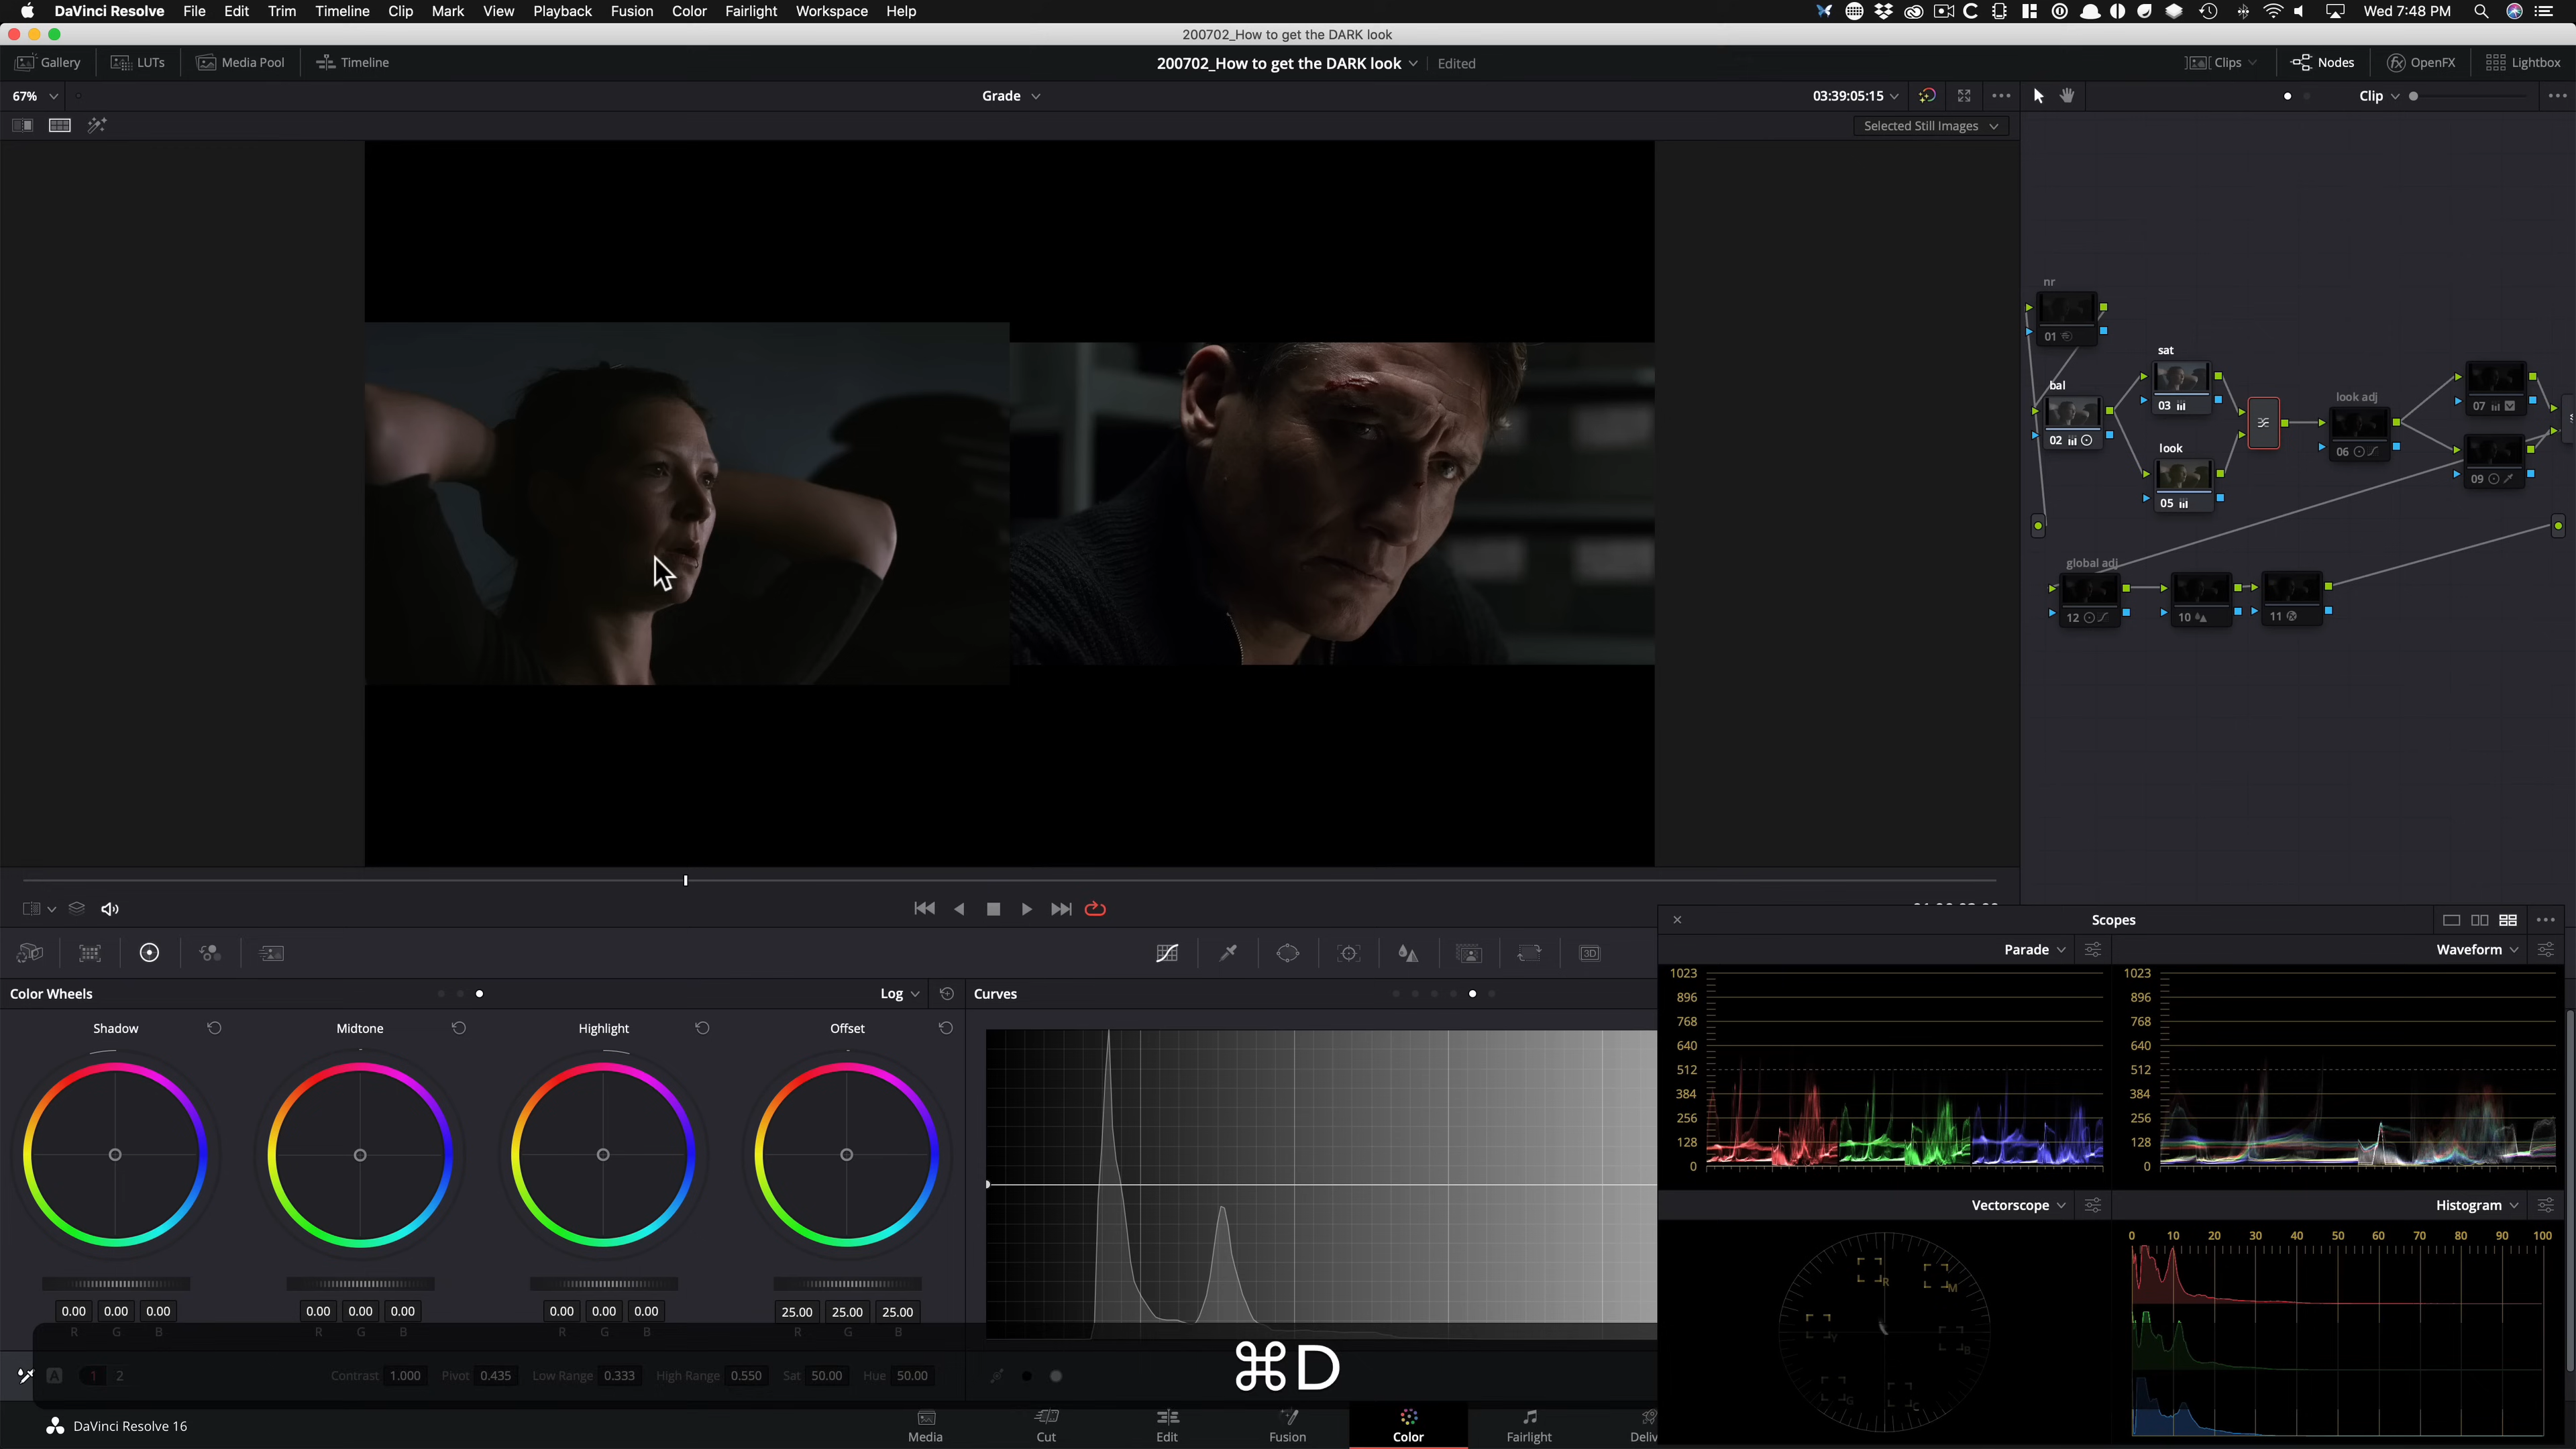 DaVinci Resolve File Edit Trim Timeline Clip Mark View Playback Fusion Color Fairlight Workspace Help Wed 7:48 PM
200702_How to get the DARK look
Gallery LUTs Media Pool Timeline 200702_How to get the DARK look Edited Clips Nodes OpenFX Lightbox
67% Grade 03:39:05:15 Clip
Selected Still Images
nr
01
sat
bal
03
look adj
07
02
look
06
09
05
global adj
12
10
11
Scopes
Parade Waveform
Color Wheels Log Curves
Shadow Midtone Highlight Offset
1023 1023
896 896
768 768
640 640
512 512
384 384
256 256
128 128
0 0
Vectorscope Histogram
0 10 20 30 40 50 60 70 80 90 100
R M
Y B
G C
0.00 0.00 0.00 0.00 0.00 0.00 0.00 0.00 0.00 25.00 25.00 25.00
R G B R G B R G B R G B
A 1 2 Contrast 1.000 Pivot 0.435 Low Range 0.333 High Range 0.550 Sat 50.00 Hue 50.00
⌘D
DaVinci Resolve 16 Media Cut Edit Fusion Color Fairlight Deliv